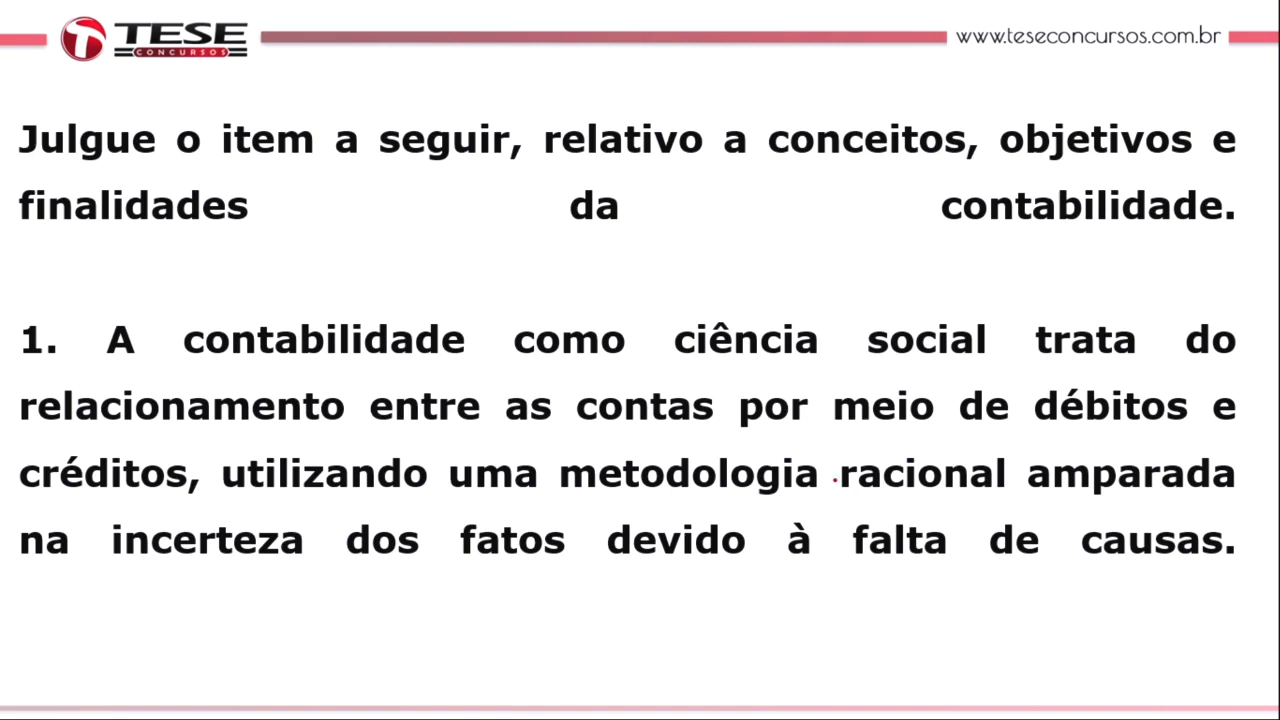 TESE
CONCURSOS
www.teseconcursos.com.br
Julgue o item a seguir, relativo a conceitos, objetivos e
finalidades da contabilidade.
1. A contabilidade como ciência social trata do
relacionamento entre as contas por meio de débitos e
créditos, utilizando uma metodologia racional amparada
na incerteza dos fatos devido à falta de causas.